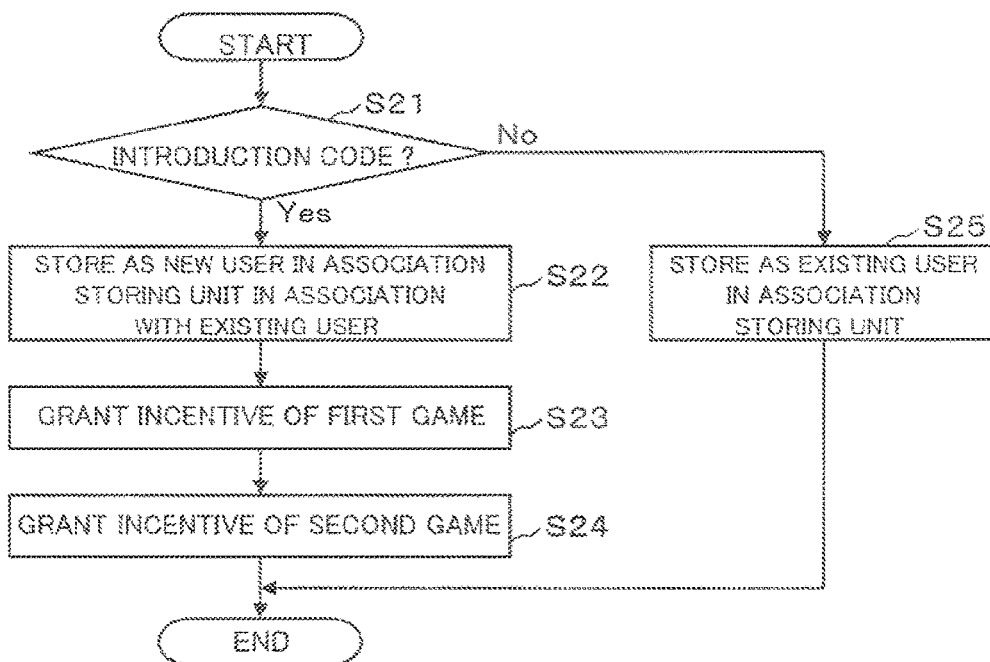 START
S21
INTRODUCTION CODE ?
No
Yes
S25
STORE AS NEW USER IN ASSOCIATION
STORING UNIT IN ASSOCIATION
WITH EXISTING USER
S22
STORE AS EXISTING USER
IN ASSOCIATION
STORING UNIT
GRANT INCENTIVE OF FIRST GAME
S23
GRANT INCENTIVE OF SECOND GAME
S24
END